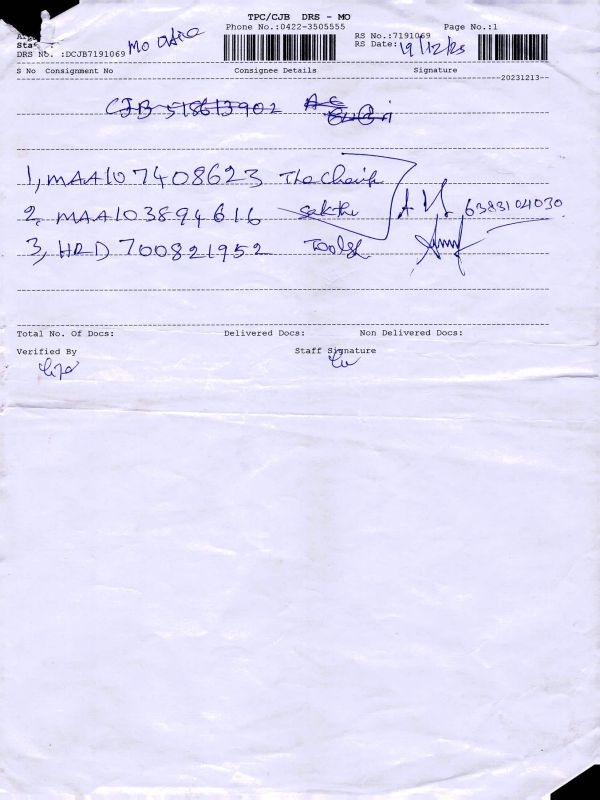 TPC/CJB DRS - MO
Phone No.:0422-3505555
Page No.:1
RS No.:7191069
RS Date: 19/12/23
DRS No. :DCJB7191069
MO
S No Consignment No Consignee Details Signature
20231213
CJB 518613902
1, MAA107408623 The Chair
2, MAA103894616 Sakthi
A V. 6383104030
3, HRD 700821952 Tools
Total No. Of Docs: Delivered Docs: Non Delivered Docs:
Verified By Staff Signature